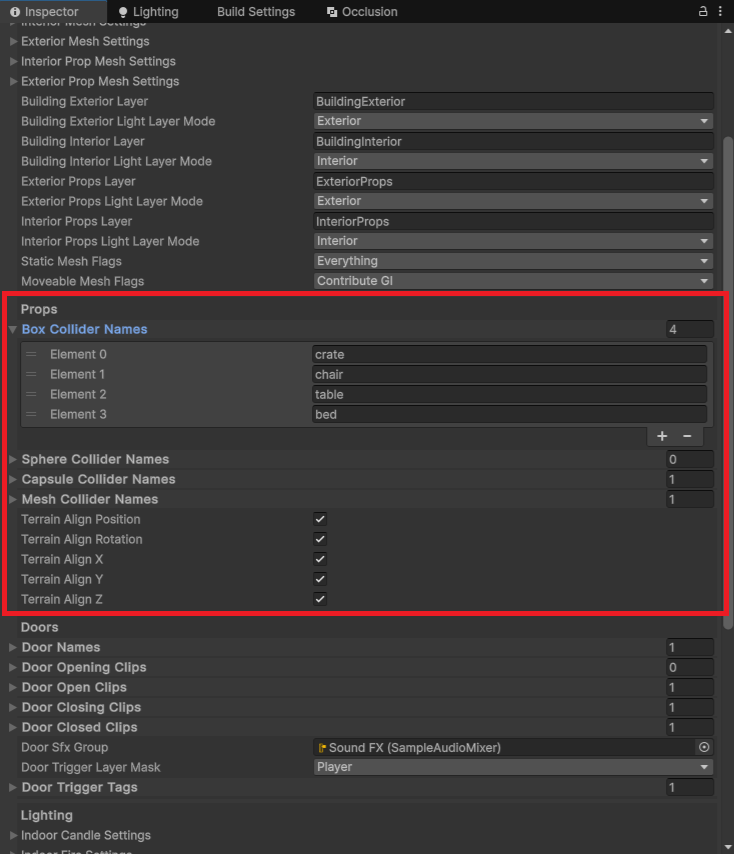 Inspector Lighting Build Settings Occlusion
Interior Mesh Settings
Exterior Mesh Settings
Interior Prop Mesh Settings
Exterior Prop Mesh Settings
Building Exterior Layer BuildingExterior
Building Exterior Light Layer Mode Exterior
Building Interior Layer BuildingInterior
Building Interior Light Layer Mode Interior
Exterior Props Layer ExteriorProps
Exterior Props Light Layer Mode Exterior
Interior Props Layer InteriorProps
Interior Props Light Layer Mode Interior
Static Mesh Flags Everything
Moveable Mesh Flags Contribute GI
Props
Box Collider Names 4
Element 0 crate
Element 1 chair
Element 2 table
Element 3 bed
+ −
Sphere Collider Names 0
Capsule Collider Names 1
Mesh Collider Names 1
Terrain Align Position
Terrain Align Rotation
Terrain Align X
Terrain Align Y
Terrain Align Z
Doors
Door Names 1
Door Opening Clips 0
Door Open Clips 1
Door Closing Clips 1
Door Closed Clips 1
Door Sfx Group Sound FX (SampleAudioMixer)
Door Trigger Layer Mask Player
Door Trigger Tags 1
Lighting
Indoor Candle Settings
Indoor Fire Settings